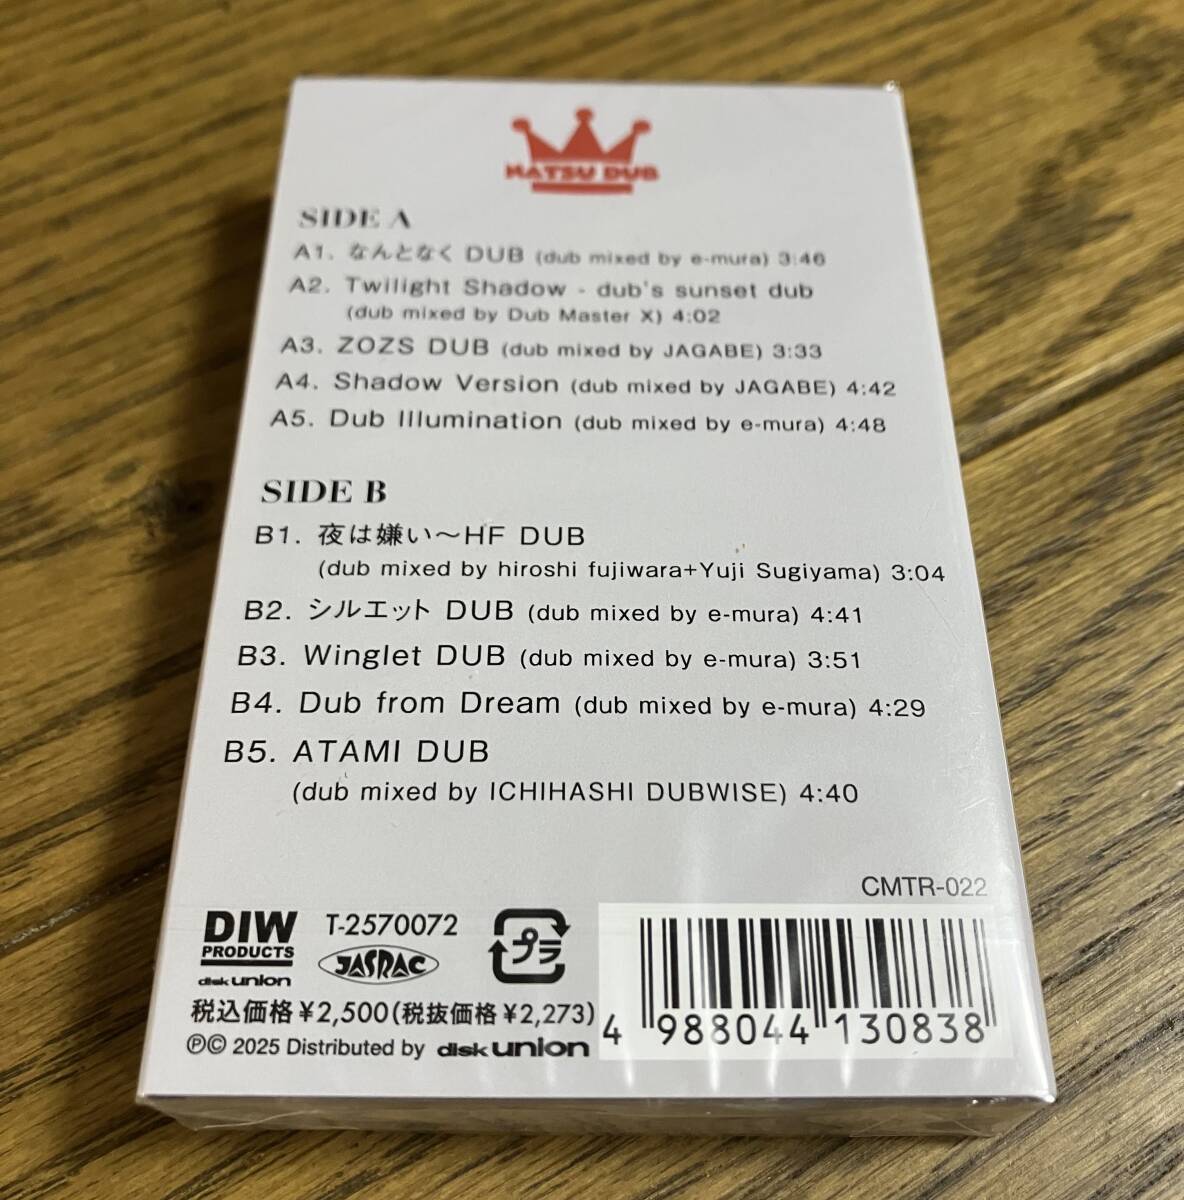 HATSU DUB
SIDE A
A1. なんとなく DUB (dub mixed by e-mura) 3:46
A2. Twilight Shadow - dub's sunset dub
(dub mixed by Dub Master X) 4:02
A3. ZOZS DUB (dub mixed by JAGABE) 3:33
A4. Shadow Version (dub mixed by JAGABE) 4:42
A5. Dub Illumination (dub mixed by e-mura) 4:48
SIDE B
B1. 夜は嫌い～HF DUB
(dub mixed by hiroshi fujiwara+Yuji Sugiyama) 3:04
B2. シルエット DUB (dub mixed by e-mura) 4:41
B3. Winglet DUB (dub mixed by e-mura) 3:51
B4. Dub from Dream (dub mixed by e-mura) 4:29
B5. ATAMI DUB
(dub mixed by ICHIHASHI DUBWISE) 4:40
CMTR-022
DIW
PRODUCTS
disk union
T-2570072
JASRAC
プラ
税込価格¥2,500(税抜価格¥2,273)
℗© 2025 Distributed by disk union
4 988044 130838